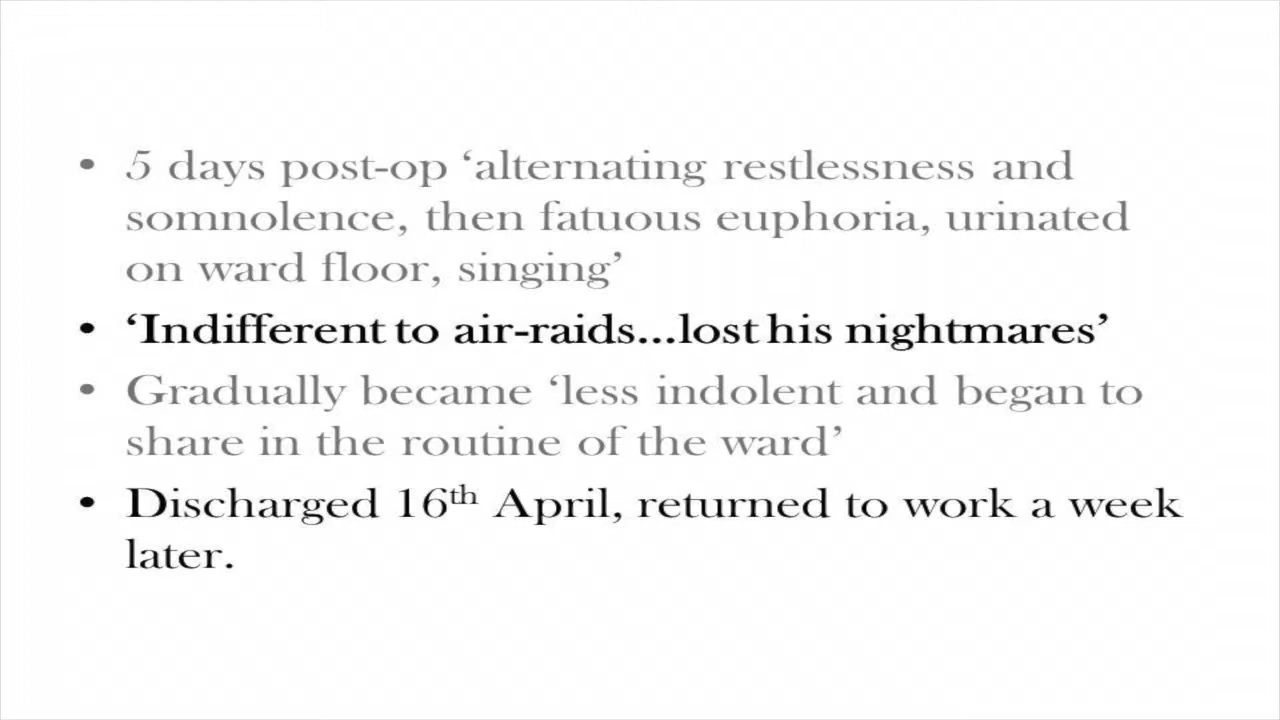 • 5 days post-op ‘alternating restlessness and
somnolence, then fatuous euphoria, urinated
on ward floor, singing’
• ‘Indifferent to air-raids...lost his nightmares’
• Gradually became ‘less indolent and began to
share in the routine of the ward’
• Discharged 16th April, returned to work a week
later.